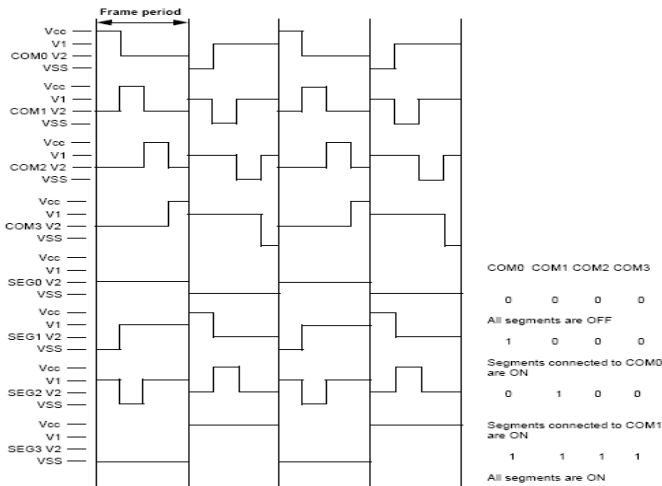 Frame period
Vcc
V1
COM0 V2
VSS
Vcc
V1
COM1 V2
VSS
Vcc
V1
COM2 V2
VSS
Vcc
V1
COM3 V2
VSS
Vcc
V1
SEG0 V2
VSS
Vcc
V1
SEG1 V2
VSS
Vcc
V1
SEG2 V2
VSS
Vcc
V1
SEG3 V2
VSS
COM0 COM1 COM2 COM3
0 0 0 0
All segments are OFF
1 0 0 0
Segments connected to COM0
are ON
0 1 0 0
Segments connected to COM1
are ON
1 1 1 1
All segments are ON